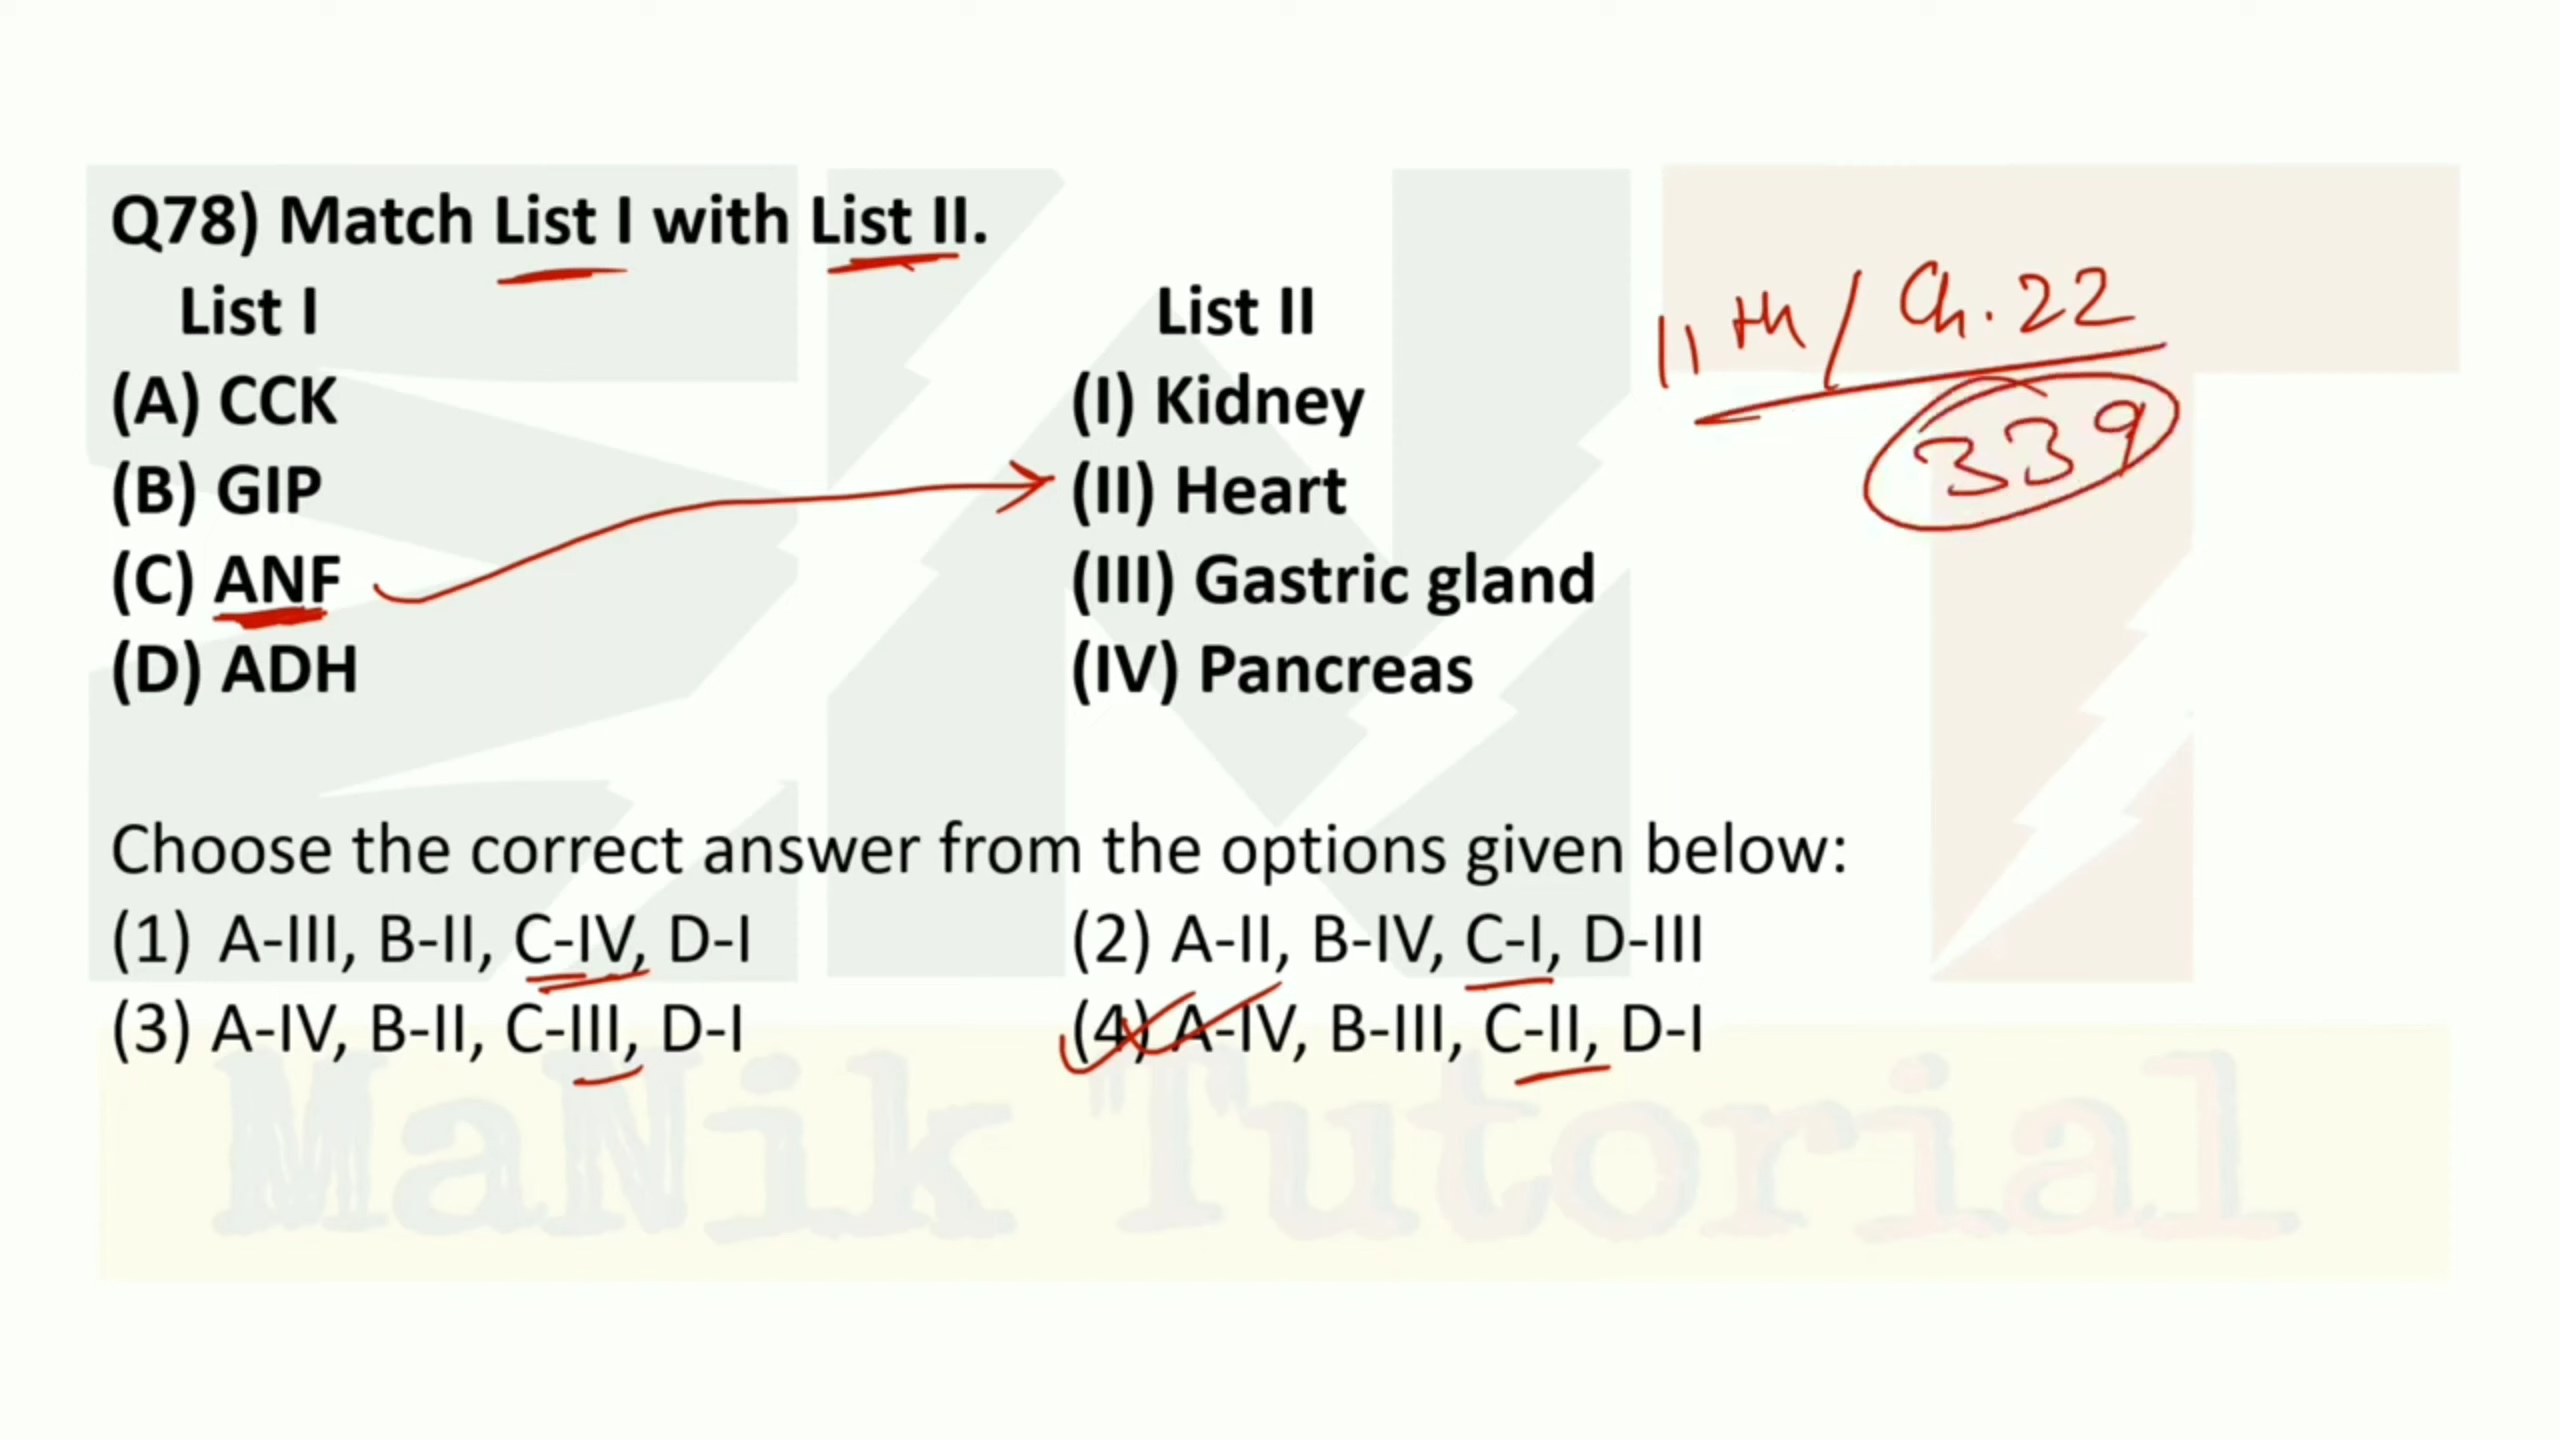 Q78) Match List I with List II.
List I List II
11th / Ch. 22
(A) CCK (I) Kidney
339
(B) GIP (II) Heart
(C) ANF (III) Gastric gland
(D) ADH (IV) Pancreas
Choose the correct answer from the options given below:
(1) A-III, B-II, C-IV, D-I (2) A-II, B-IV, C-I, D-III
(3) A-IV, B-II, C-III, D-I (4) A-IV, B-III, C-II, D-I
MaNik Tutorial